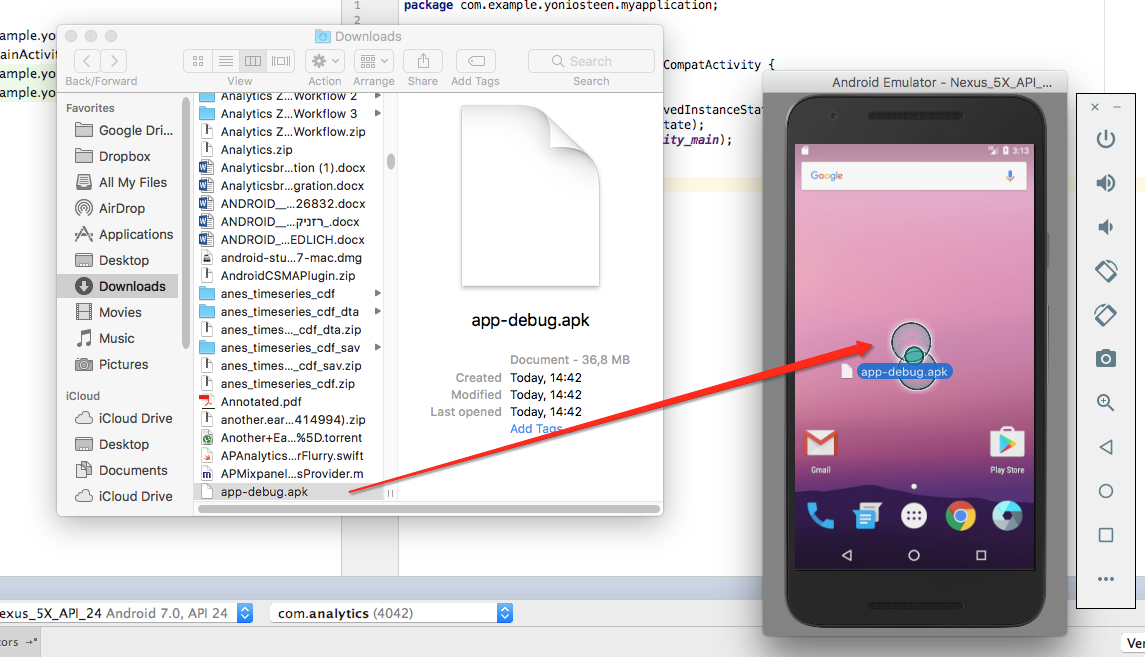 package com.example.yoniosteen.myapplication;
1
2
ample.yo
ainActivi
ample.yo
ample.yo
CompatActivity {
vedInstanceStat
tate);
ity_main);
Downloads
Back/Forward
View
Action
Arrange
Share
Add Tags
Search
Search
Favorites
Google Dri...
Dropbox
All My Files
AirDrop
Applications
Desktop
Downloads
Movies
Music
Pictures
iCloud
iCloud Drive
Desktop
Documents
iCloud Drive
Analytics Z...Workflow 2
Analytics Z...Workflow 3
Analytics Z...Workflow.zip
Analytics.zip
Analyticsbr...tion (1).docx
Analyticsbr...gration.docx
ANDROID__...26832.docx
ANDROID__...רזניק_.docx
ANDROID_...EDLICH.docx
android-stu...7-mac.dmg
AndroidCSMAPlugin.zip
anes_timeseries_cdf
anes_timeseries_cdf_dta
anes_times..._cdf_dta.zip
anes_timeseries_cdf_sav
anes_times..._cdf_sav.zip
anes_timeseries_cdf.zip
Annotated.pdf
another.ear...414994).zip
Another+Ea...%5D.torrent
APAnalytics...rFlurry.swift
APMixpanel...sProvider.m
app-debug.apk
app-debug.apk
Document - 36,8 MB
Created Today, 14:42
Modified Today, 14:42
Last opened Today, 14:42
Add Tags...
Android Emulator - Nexus_5X_API_...
3:13
Google
app-debug.apk
Gmail
Play Store
exus_5X_API_24 Android 7.0, API 24
com.analytics (4042)
tors
Ver